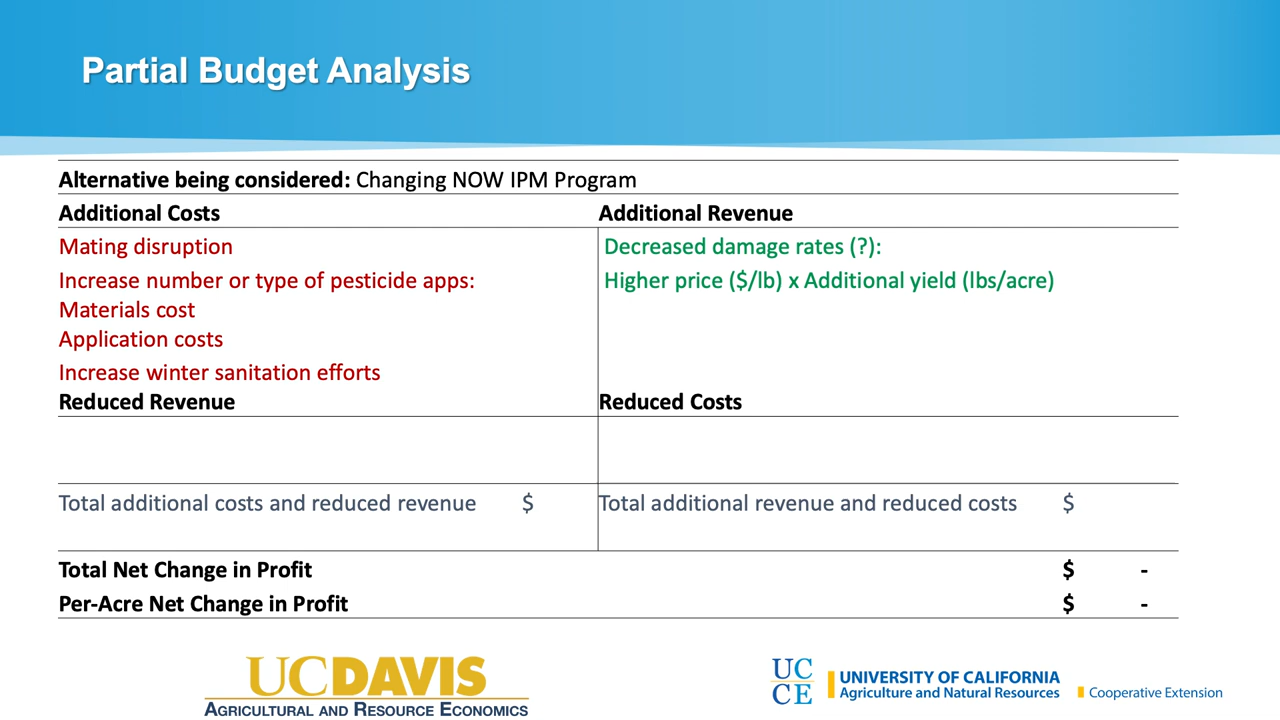 Partial Budget Analysis
Alternative being considered: Changing NOW IPM Program
Additional Costs
Additional Revenue
Mating disruption
Decreased damage rates (?):
Increase number or type of pesticide apps:
Higher price ($/lb) x Additional yield (lbs/acre)
Materials cost
Application costs
Increase winter sanitation efforts
Reduced Revenue
Reduced Costs
Total additional costs and reduced revenue $
Total additional revenue and reduced costs $
Total Net Change in Profit $ -
Per-Acre Net Change in Profit $ -
UCDAVIS
AGRICULTURAL AND RESOURCE ECONOMICS
UC
CE
UNIVERSITY OF CALIFORNIA
Agriculture and Natural Resources
Cooperative Extension